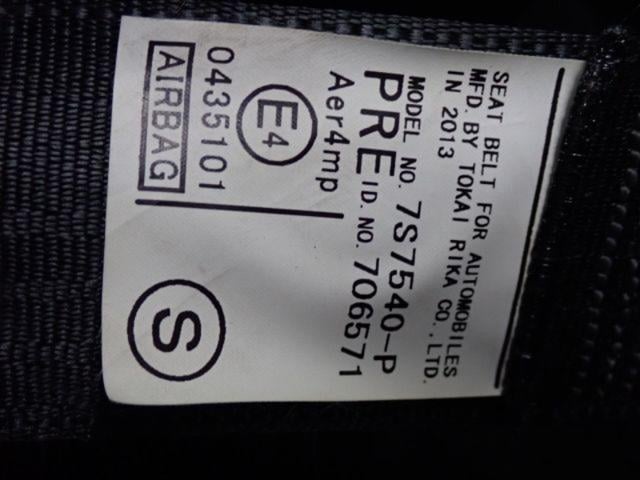 SEAT BELT FOR AUTOMOBILES
MFD. BY TOKAI RIKA CO., LTD.
IN 2013
MODEL NO. 7S7540-P
PRE ID. NO. 706571
Aer4mp
E4
0435101
AIRBAG
S